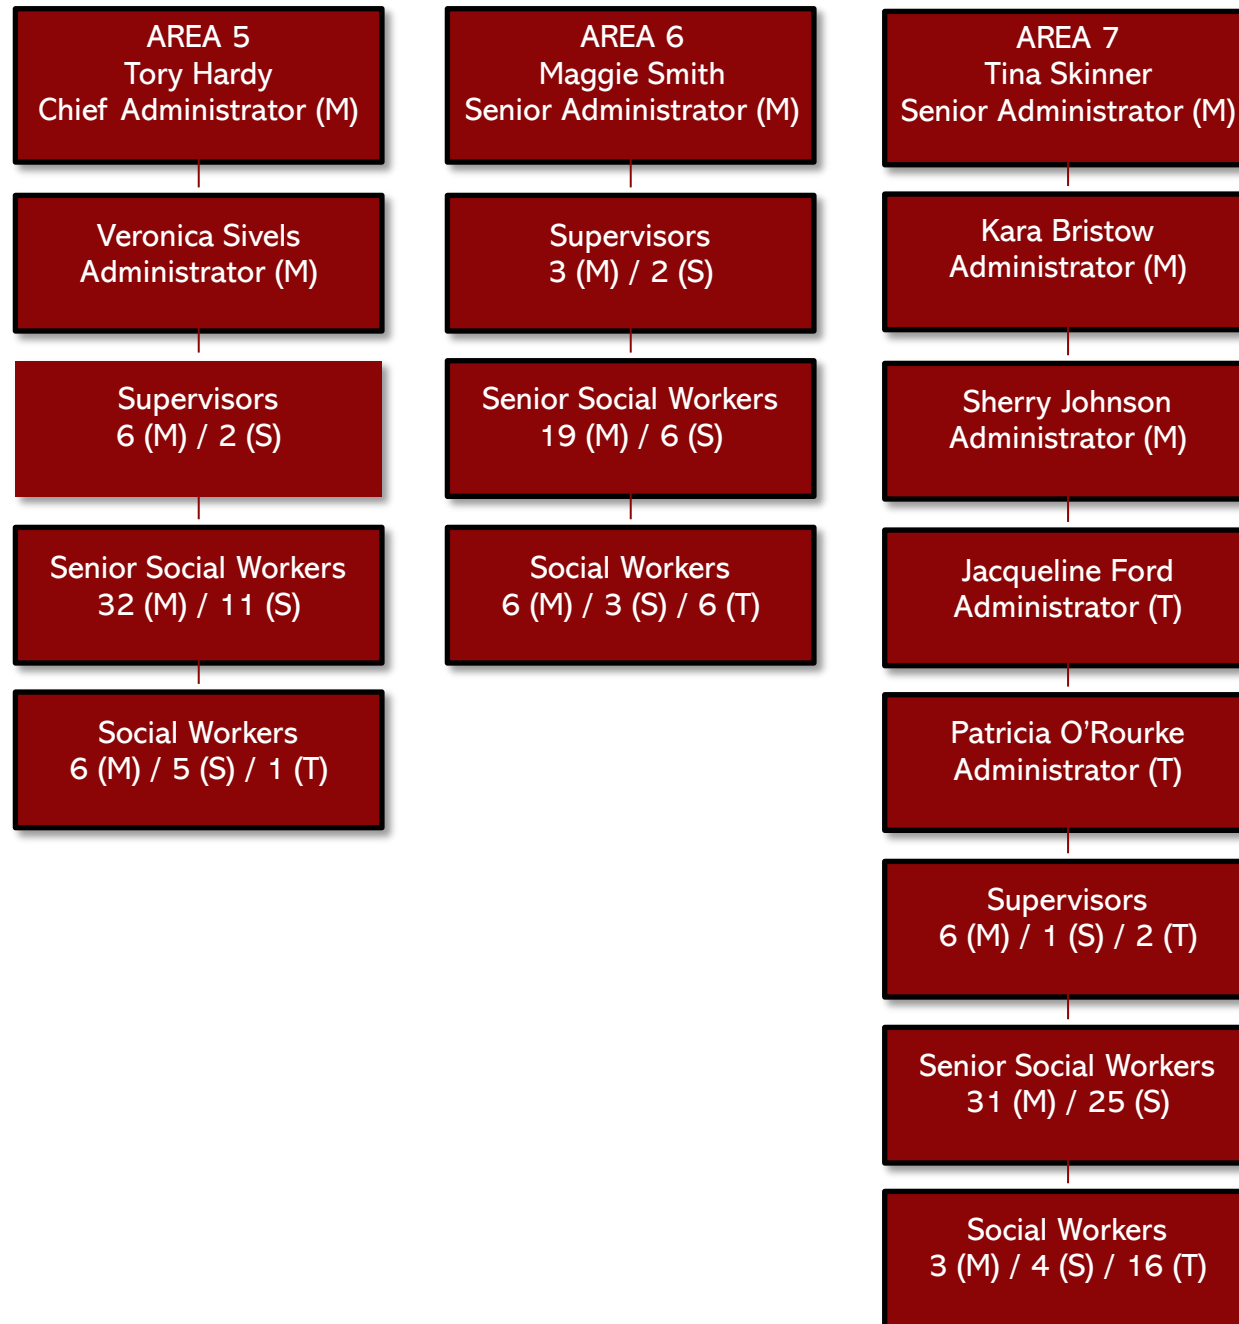 AREA 5
Tory Hardy
Chief Administrator (M)
Veronica Sivels
Administrator (M)
Supervisors
6 (M) / 2 (S)
Senior Social Workers
32 (M) / 11 (S)
Social Workers
6 (M) / 5 (S) / 1 (T)
AREA 6
Maggie Smith
Senior Administrator (M)
Supervisors
3 (M) / 2 (S)
Senior Social Workers
19 (M) / 6 (S)
Social Workers
6 (M) / 3 (S) / 6 (T)
AREA 7
Tina Skinner
Senior Administrator (M)
Kara Bristow
Administrator (M)
Sherry Johnson
Administrator (M)
Jacqueline Ford
Administrator (T)
Patricia O’Rourke
Administrator (T)
Supervisors
6 (M) / 1 (S) / 2 (T)
Senior Social Workers
31 (M) / 25 (S)
Social Workers
3 (M) / 4 (S) / 16 (T)